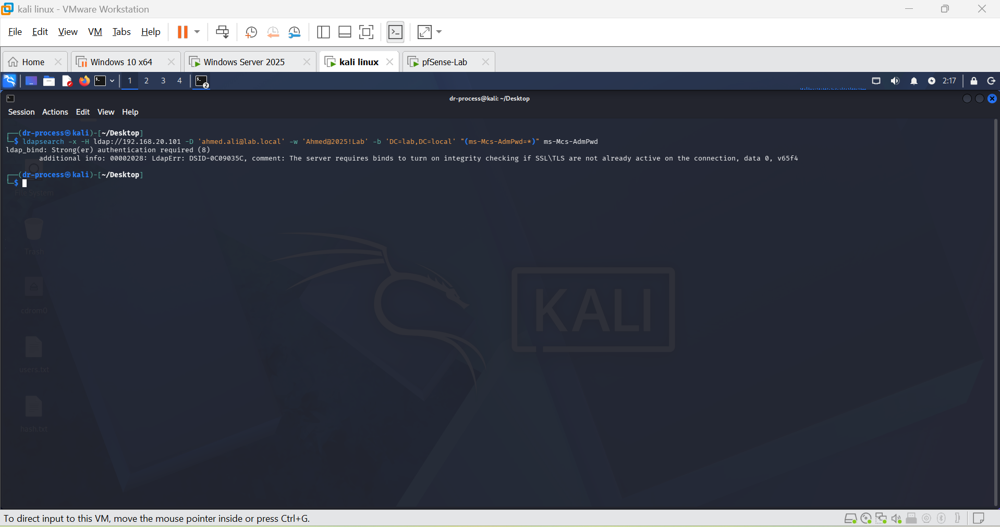 kali linux - VMware Workstation
File Edit View VM Tabs Help
Home Windows 10 x64 Windows Server 2025 kali linux pfSense-Lab
1 2 3 4 2 2:17
dr-process@kali: ~/Desktop
Session Actions Edit View Help
┌──(dr-process㉿kali)-[~/Desktop]
└─$ ldapsearch -x -H ldap://192.168.20.101 -D 'ahmed.ali@lab.local' -w 'Ahmed@2025!Lab' -b 'DC=lab,DC=local' "(ms-Mcs-AdmPwd=*)" ms-Mcs-AdmPwd
ldap_bind: Strong(er) authentication required (8)
additional info: 00002028: LdapErr: DSID-0C09035C, comment: The server requires binds to turn on integrity checking if SSL\TLS are not already active on the connection, data 0, v65f4
┌──(dr-process㉿kali)-[~/Desktop]
└─$
File System
Trash
cdrom0
users.txt
hash.txt
KALI
To direct input to this VM, move the mouse pointer inside or press Ctrl+G.